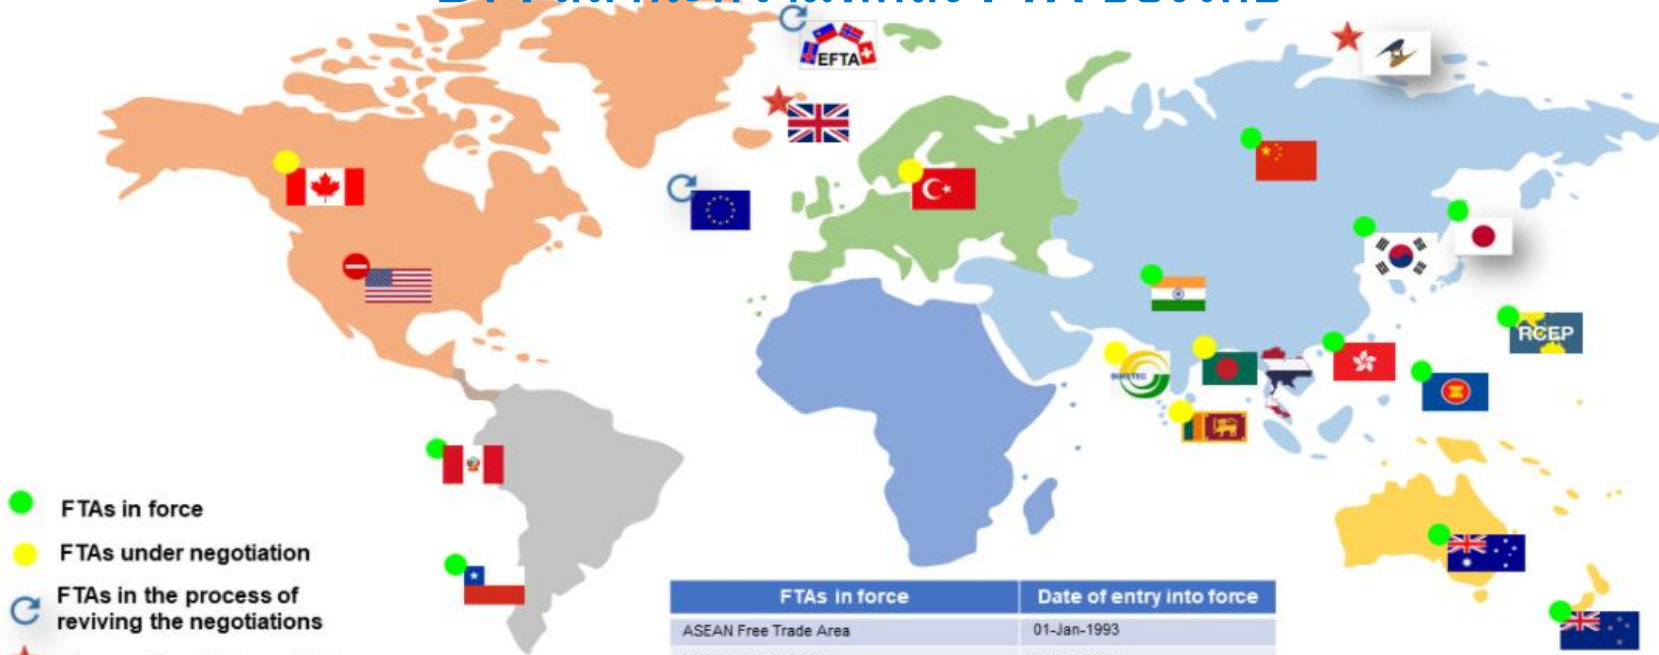 EFTA
RCEP
FTAs in force
FTAs under negotiation
FTAs in the process of
reviving the negotiations
FTAs in force Date of entry into force
ASEAN Free Trade Area 01-Jan-1993